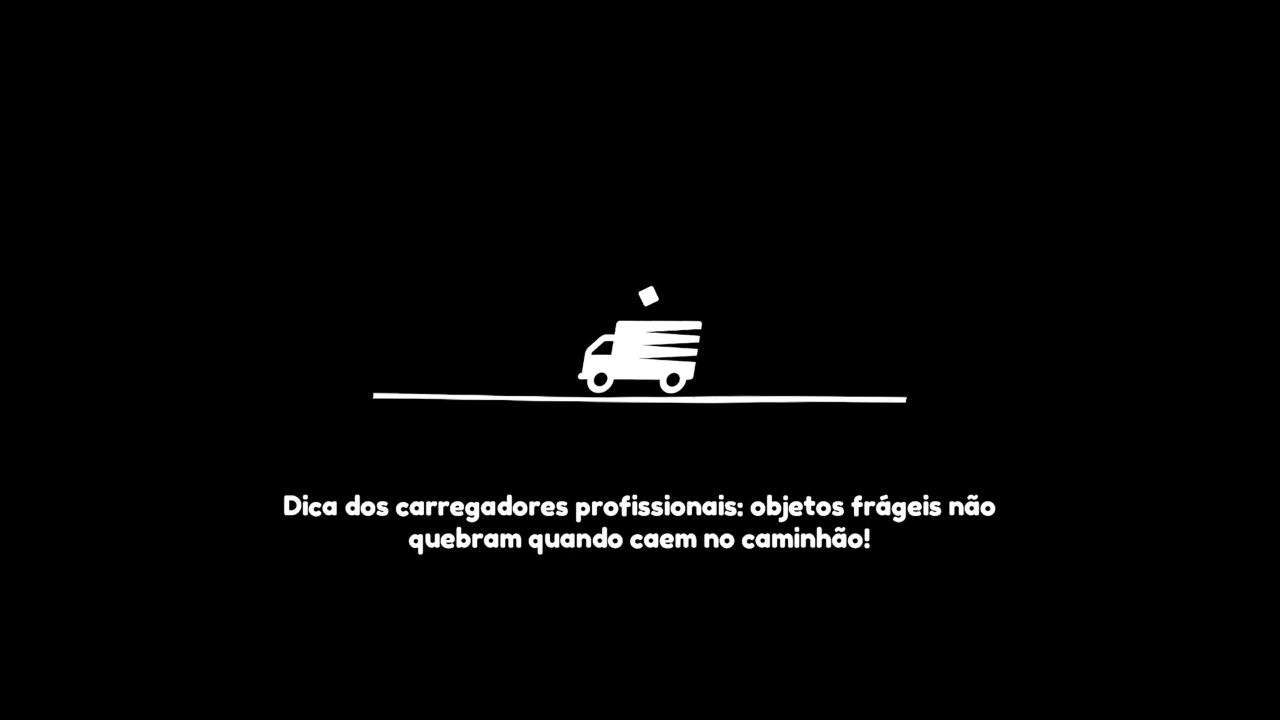 Dica dos carregadores profissionais: objetos frágeis não
quebram quando caem no caminhão!